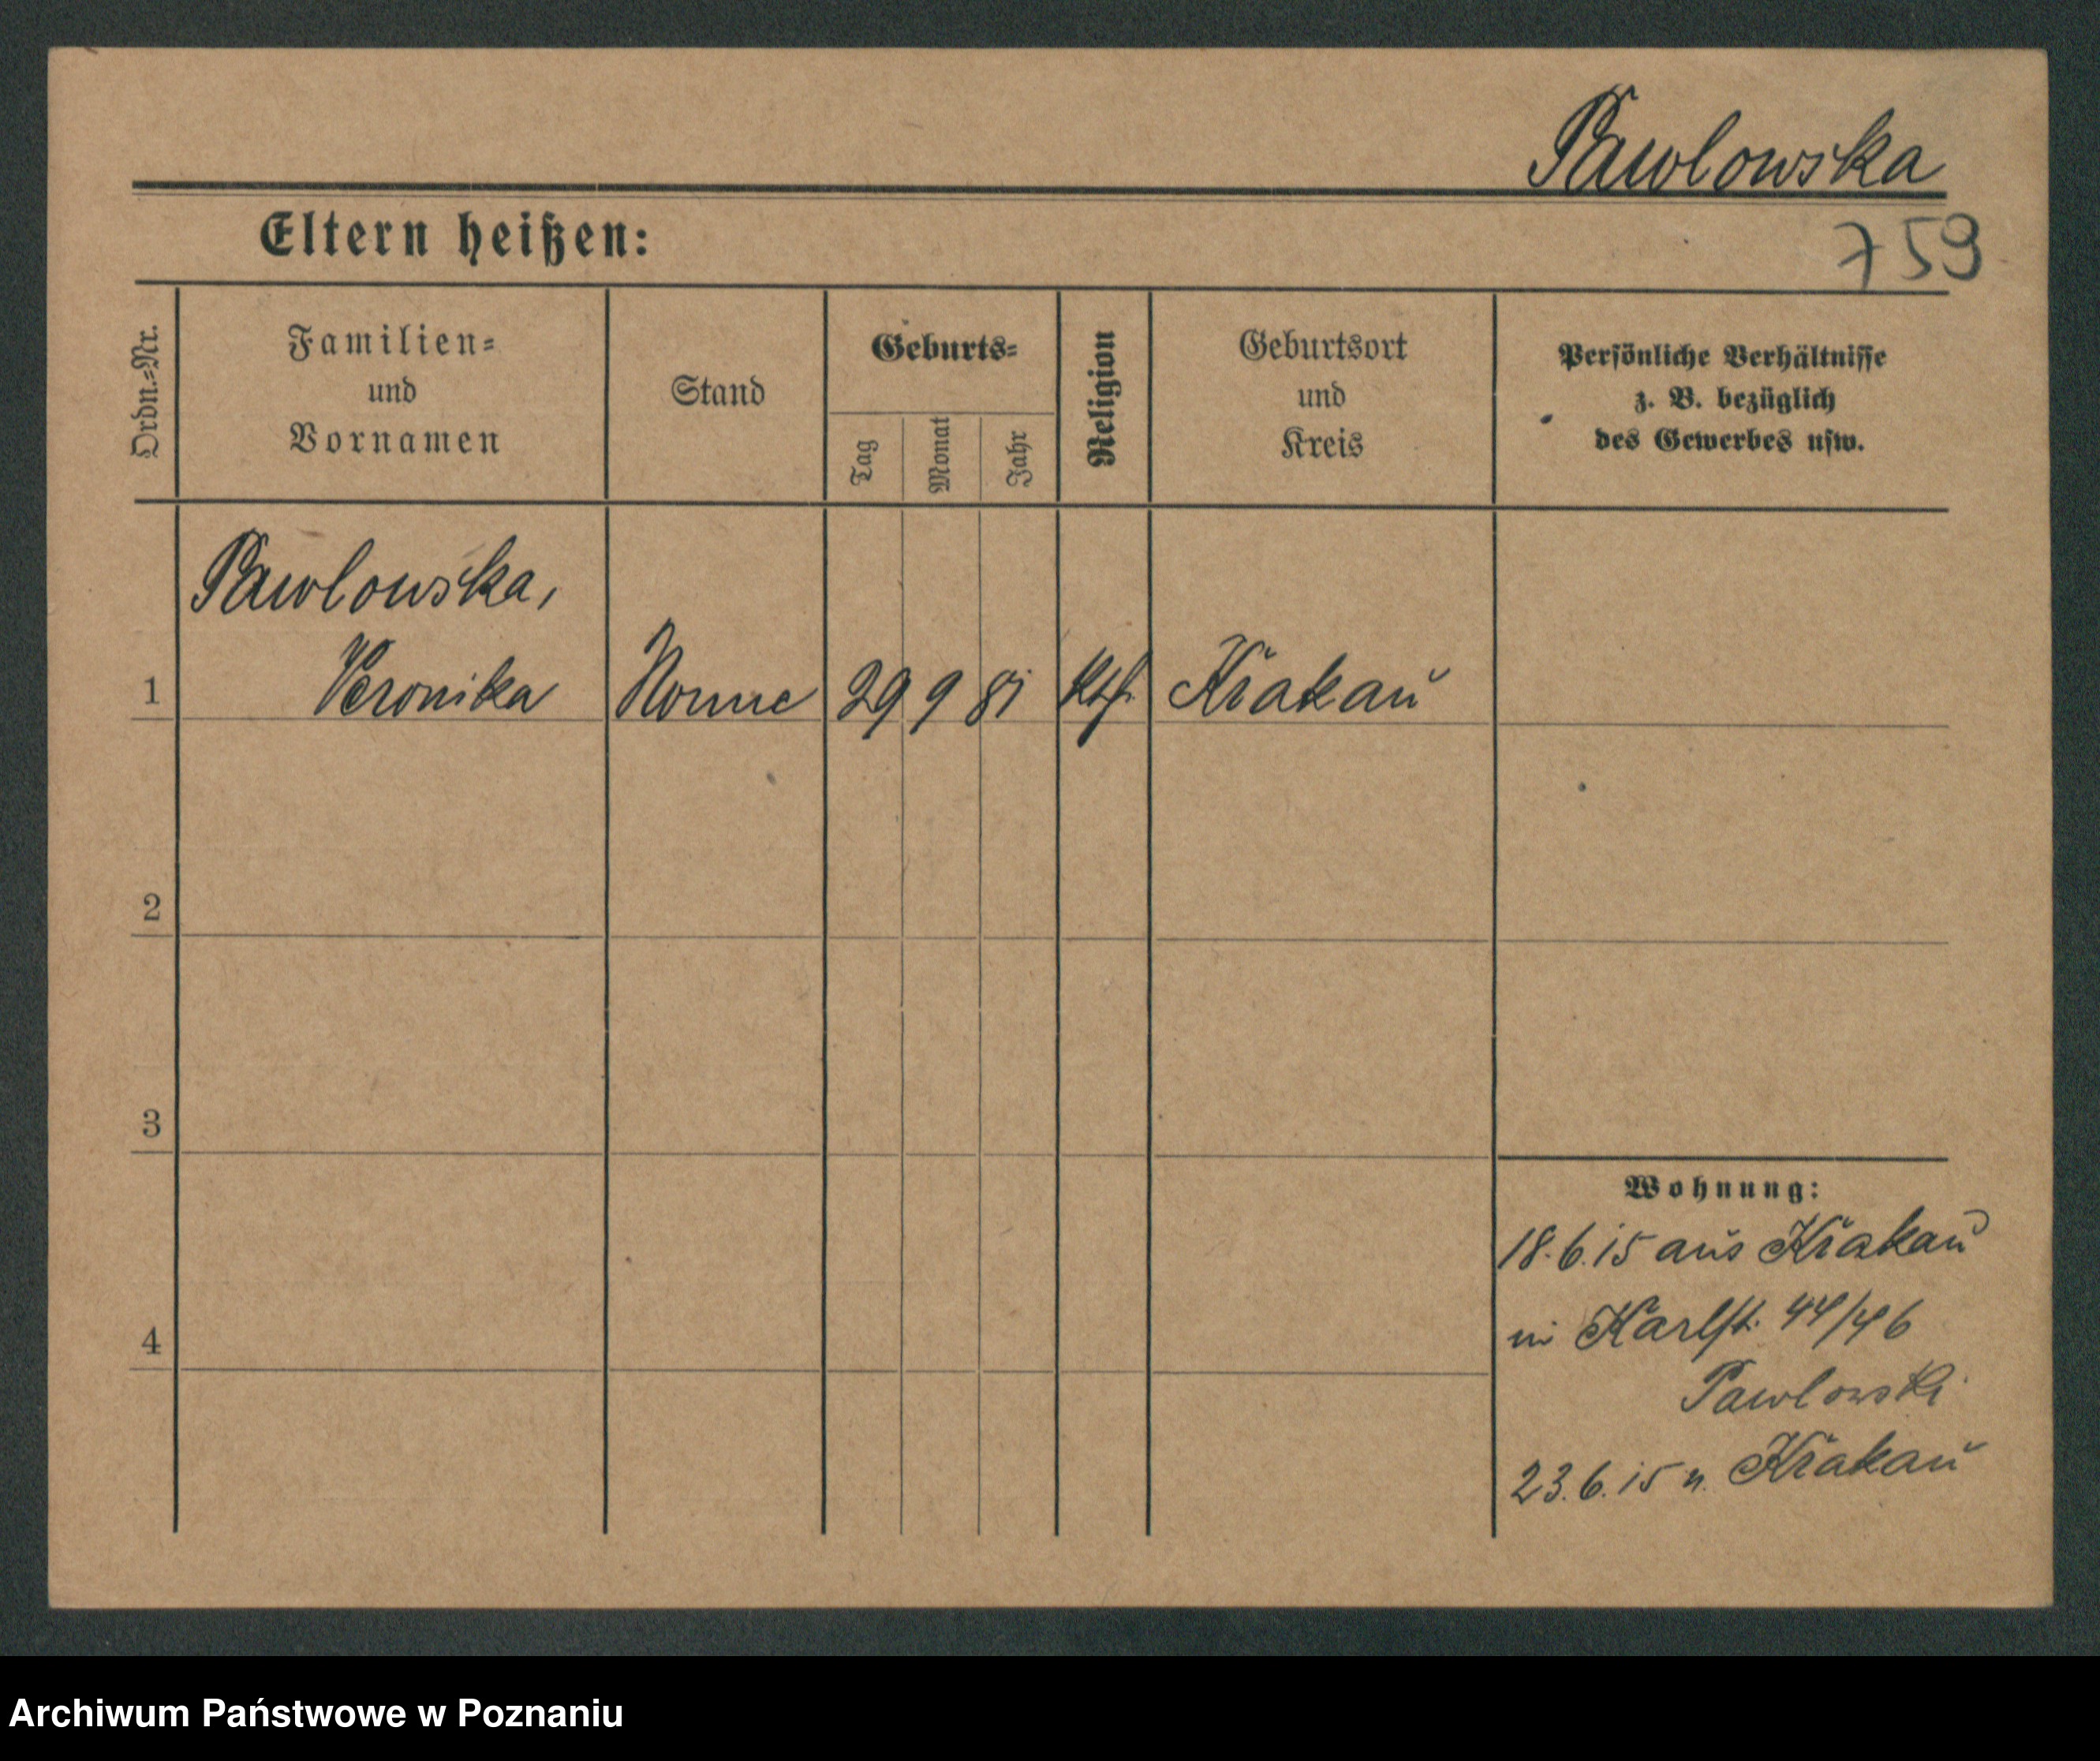 Pawlowska
Eltern heißen:
759
Ordn.-Nr.
Familien-
und
Vornamen
Stand
Geburts-
Tag
Monat
Jahr
Religion
Geburtsort
und
Kreis
Persönliche Verhältnisse
z. B. bezüglich
des Gewerbes usw.
Pawlowska,
1 Veronika Nonne 29 9 81 kth. Krakau
2
3
4
Wohnung:
18.6.15 aus Krakau
in Karlstr. 44/46
Pawlowski
23.6.15 n. Krakau
Archiwum Państwowe w Poznaniu